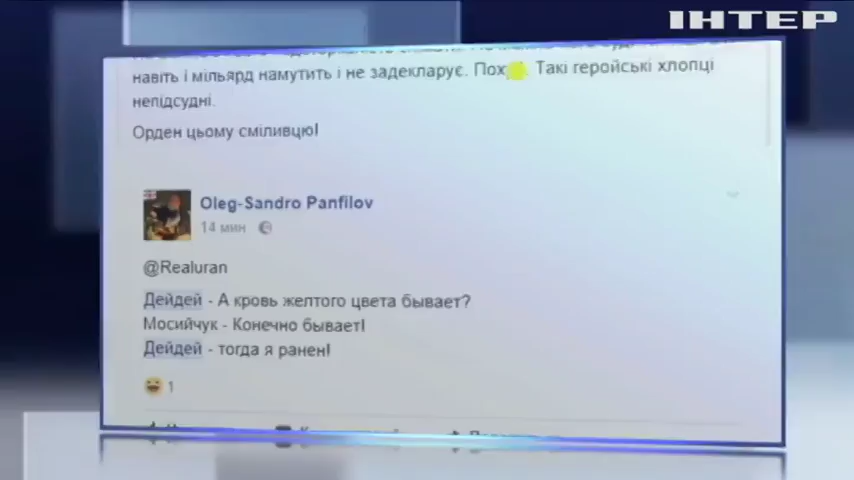 ІНТЕР
навіть і мільярд намутить і не задекларує. Пох. Такі геройські хлопці
непідсудні.
Орден цьому сміливцю!
Oleg-Sandro Panfilov
14 мин
@Realuran
Дейдей - А кровь желтого цвета бывает?
Мосийчук - Конечно бывает!
Дейдей - тогда я ранен!
1